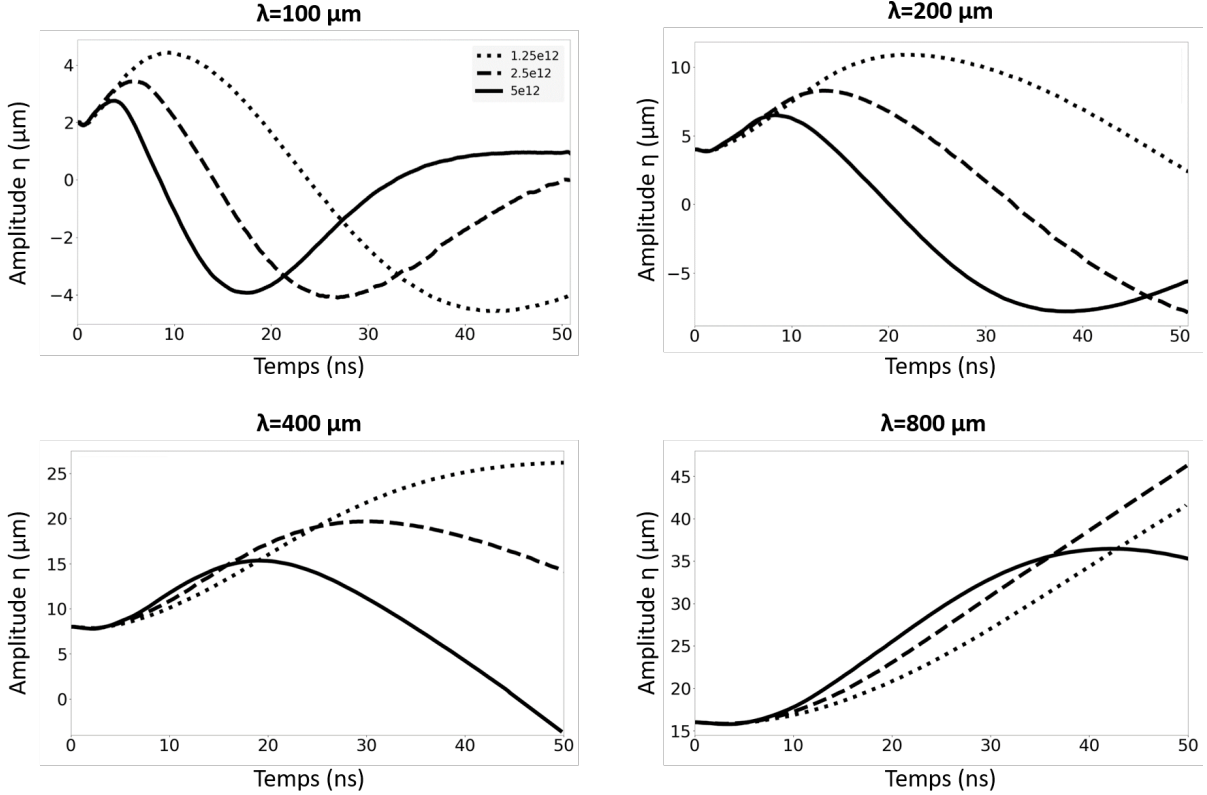 λ=100 µm
4
2
0
−2
−4
0 10 20 30 40 50
Amplitude η (µm)
Temps (ns)
1.25e12
2.5e12
5e12
λ=200 µm
10
5
0
−5
0 10 20 30 40 50
Amplitude η (µm)
Temps (ns)
λ=400 µm
25
20
15
10
5
0
0 10 20 30 40 50
Amplitude η (µm)
Temps (ns)
λ=800 µm
45
40
35
30
25
20
15
0 10 20 30 40 50
Amplitude η (µm)
Temps (ns)